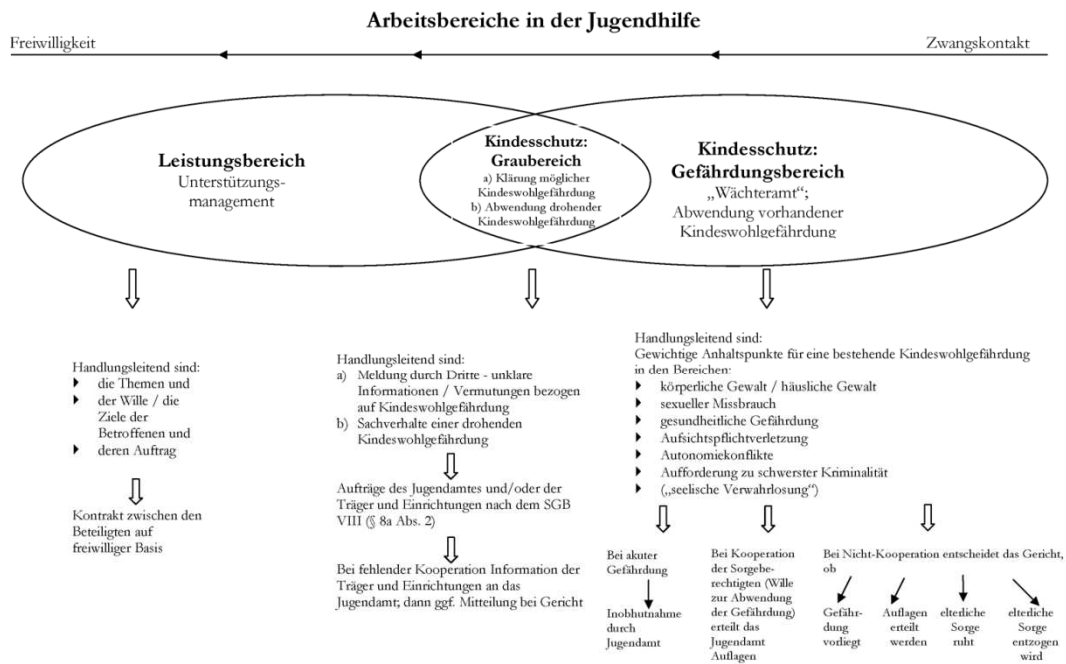 Arbeitsbereiche in der Jugendhilfe
Freiwilligkeit
Zwangskontakt
Leistungsbereich
Unterstützungs-
management
Kindesschutz:
Graubereich
a) Klärung möglicher
Kindeswohlgefährdung
b) Abwendung drohender
Kindeswohlgefährdung
Kindesschutz:
Gefährdungsbereich
„Wächteramt“;
Abwendung vorhandener
Kindeswohlgefährdung
Handlungsleitend sind:
die Themen und
der Wille / die
Ziele der
Betroffenen und
deren Auftrag
Kontrakt zwischen den
Beteiligten auf
freiwilliger Basis
Handlungsleitend sind:
a) Meldung durch Dritte - unklare
Informationen / Vermutungen bezogen
auf Kindeswohlgefährdung
b) Sachverhalte einer drohenden
Kindeswohlgefährdung
Aufträge des Jugendamtes und/oder der
Träger und Einrichtungen nach dem SGB
VIII (§ 8a Abs. 2)
Bei fehlender Kooperation Information der
Träger und Einrichtungen an das
Jugendamt; dann ggf. Mitteilung bei Gericht
Handlungsleitend sind:
Gewichtige Anhaltspunkte für eine bestehende Kindeswohlgefährdung
in den Bereichen:
körperliche Gewalt / häusliche Gewalt
sexueller Missbrauch
gesundheitliche Gefährdung
Aufsichtspflichtverletzung
Autonomiekonflikte
Aufforderung zu schwerster Kriminalität
(„seelische Verwahrlosung“)
Bei akuter
Gefährdung
Inobhutnahme
durch
Jugendamt
Bei Kooperation
der Sorgebe-
rechtigten (Wille
zur Abwendung
der Gefährdung)
erteilt das
Jugendamt
Auflagen
Bei Nicht-Kooperation entscheidet das Gericht,
ob
Gefähr-
dung
vorliegt
Auflagen
erteilt
werden
elterliche
Sorge
ruht
elterliche
Sorge
entzogen
wird